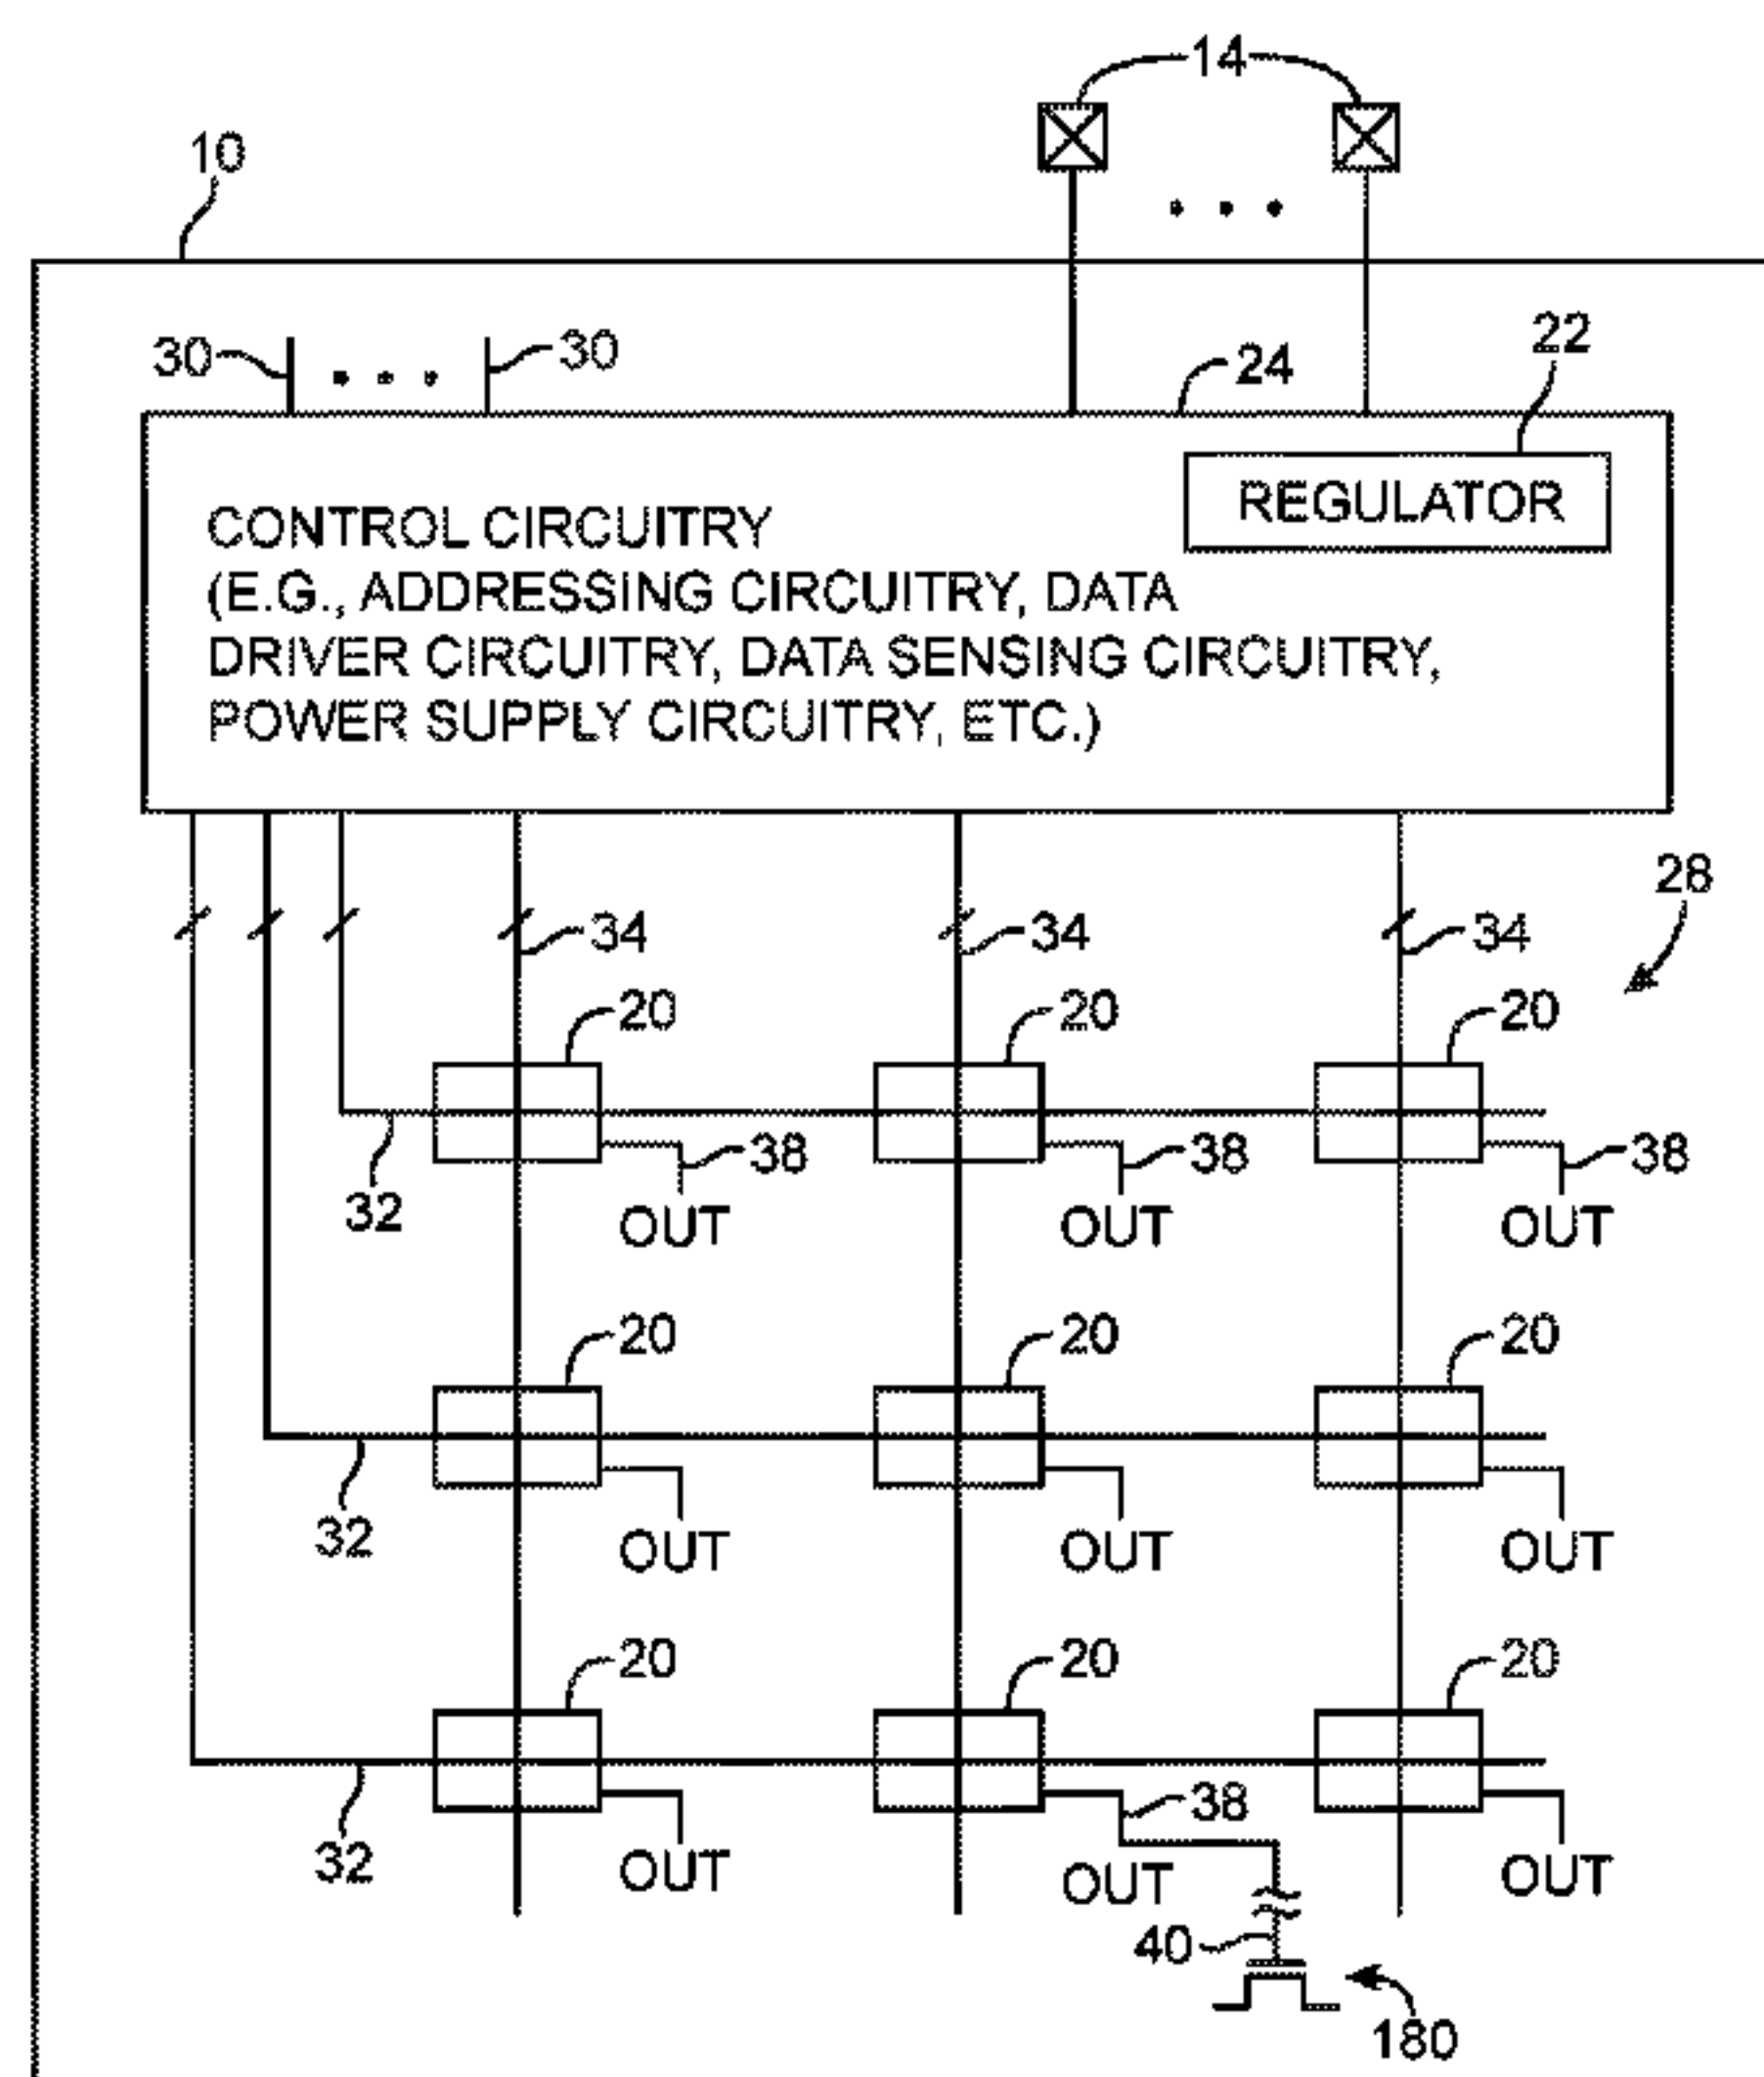 14
10
30 30 24 22
REGULATOR
CONTROL CIRCUITRY
(E.G., ADDRESSING CIRCUITRY, DATA
DRIVER CIRCUITRY, DATA SENSING CIRCUITRY,
POWER SUPPLY CIRCUITRY, ETC.)
28
34 34 34
20 20 20
38 38 38
32 OUT OUT OUT
20 20 20
32 OUT OUT OUT
20 20 20
38
32 OUT OUT OUT
40
180